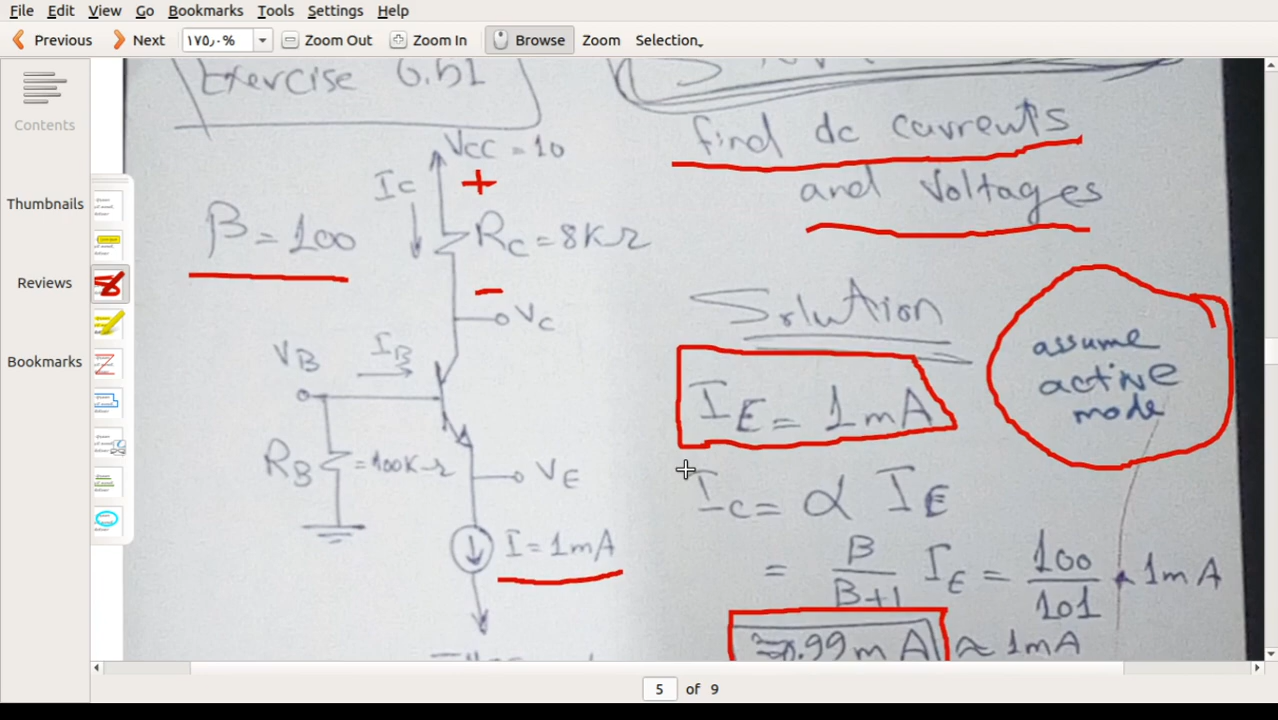 File Edit View Go Bookmarks Tools Settings Help
Previous Next ١٧٥٫٠% Zoom Out Zoom In Browse Zoom Selection
Contents
Thumbnails
Reviews
Bookmarks
Exercise 6.51
VCC = 10
IC
β = 100
RC = 8KΩ
VC
VB
IB
RB = 100KΩ
VE
I = 1mA
find dc currents
and Voltages
Solution
assume
active
mode
IE = 1mA
IC = α IE
= β/β+1 IE = 100/101 * 1mA
≈ 0.99 mA ≈ 1mA
5 of 9